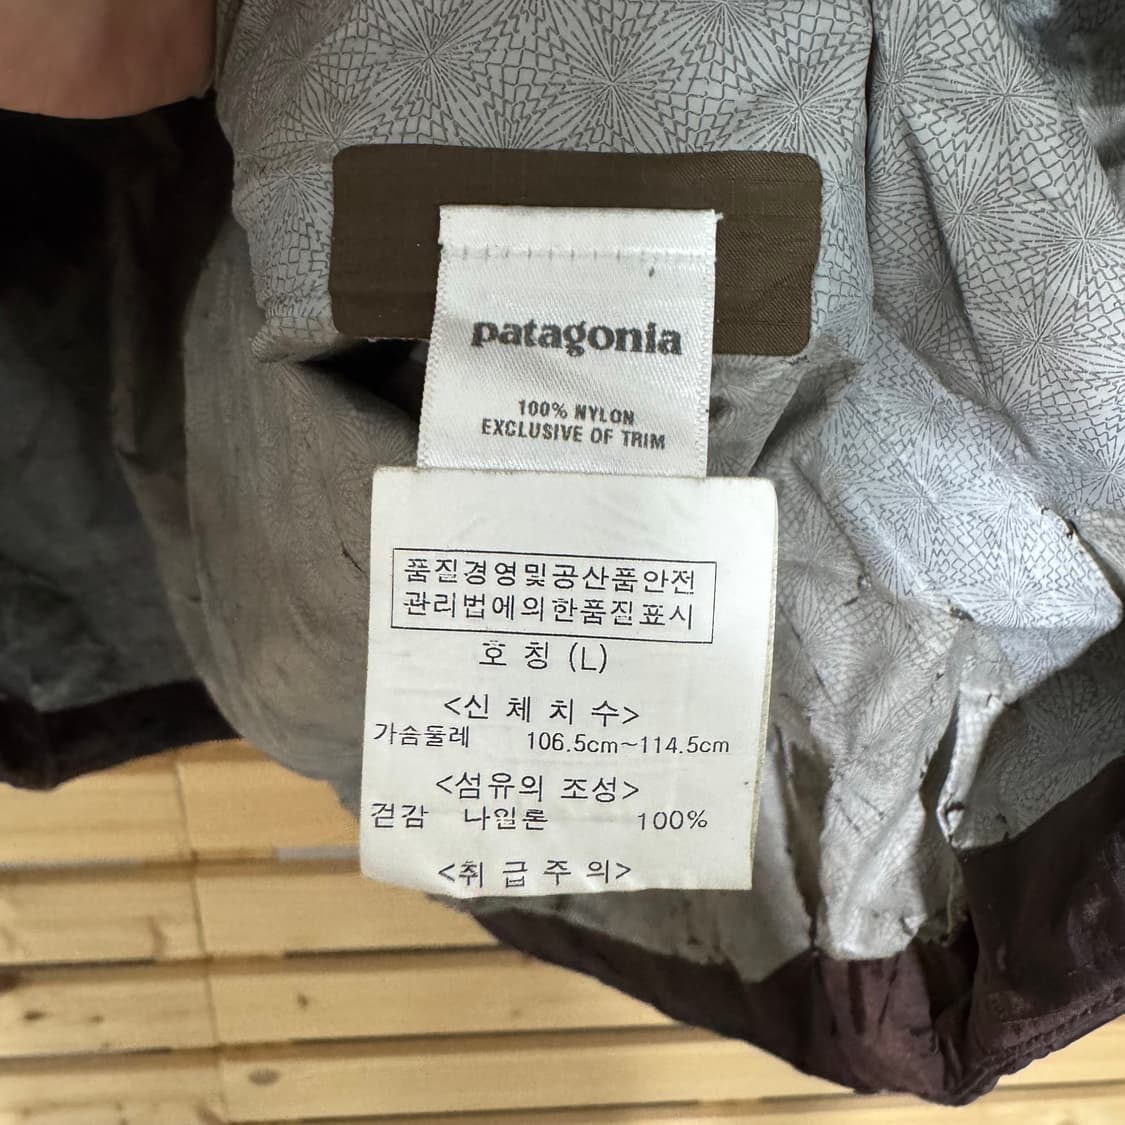 patagonia
100% NYLON
EXCLUSIVE OF TRIM
품질경영및공산품안전
관리법에의한품질표시
호 칭 (L)
<신 체 치 수>
가슴둘레 106.5cm~114.5cm
<섬유의 조성>
겉감 나일론 100%
<취 급 주 의>